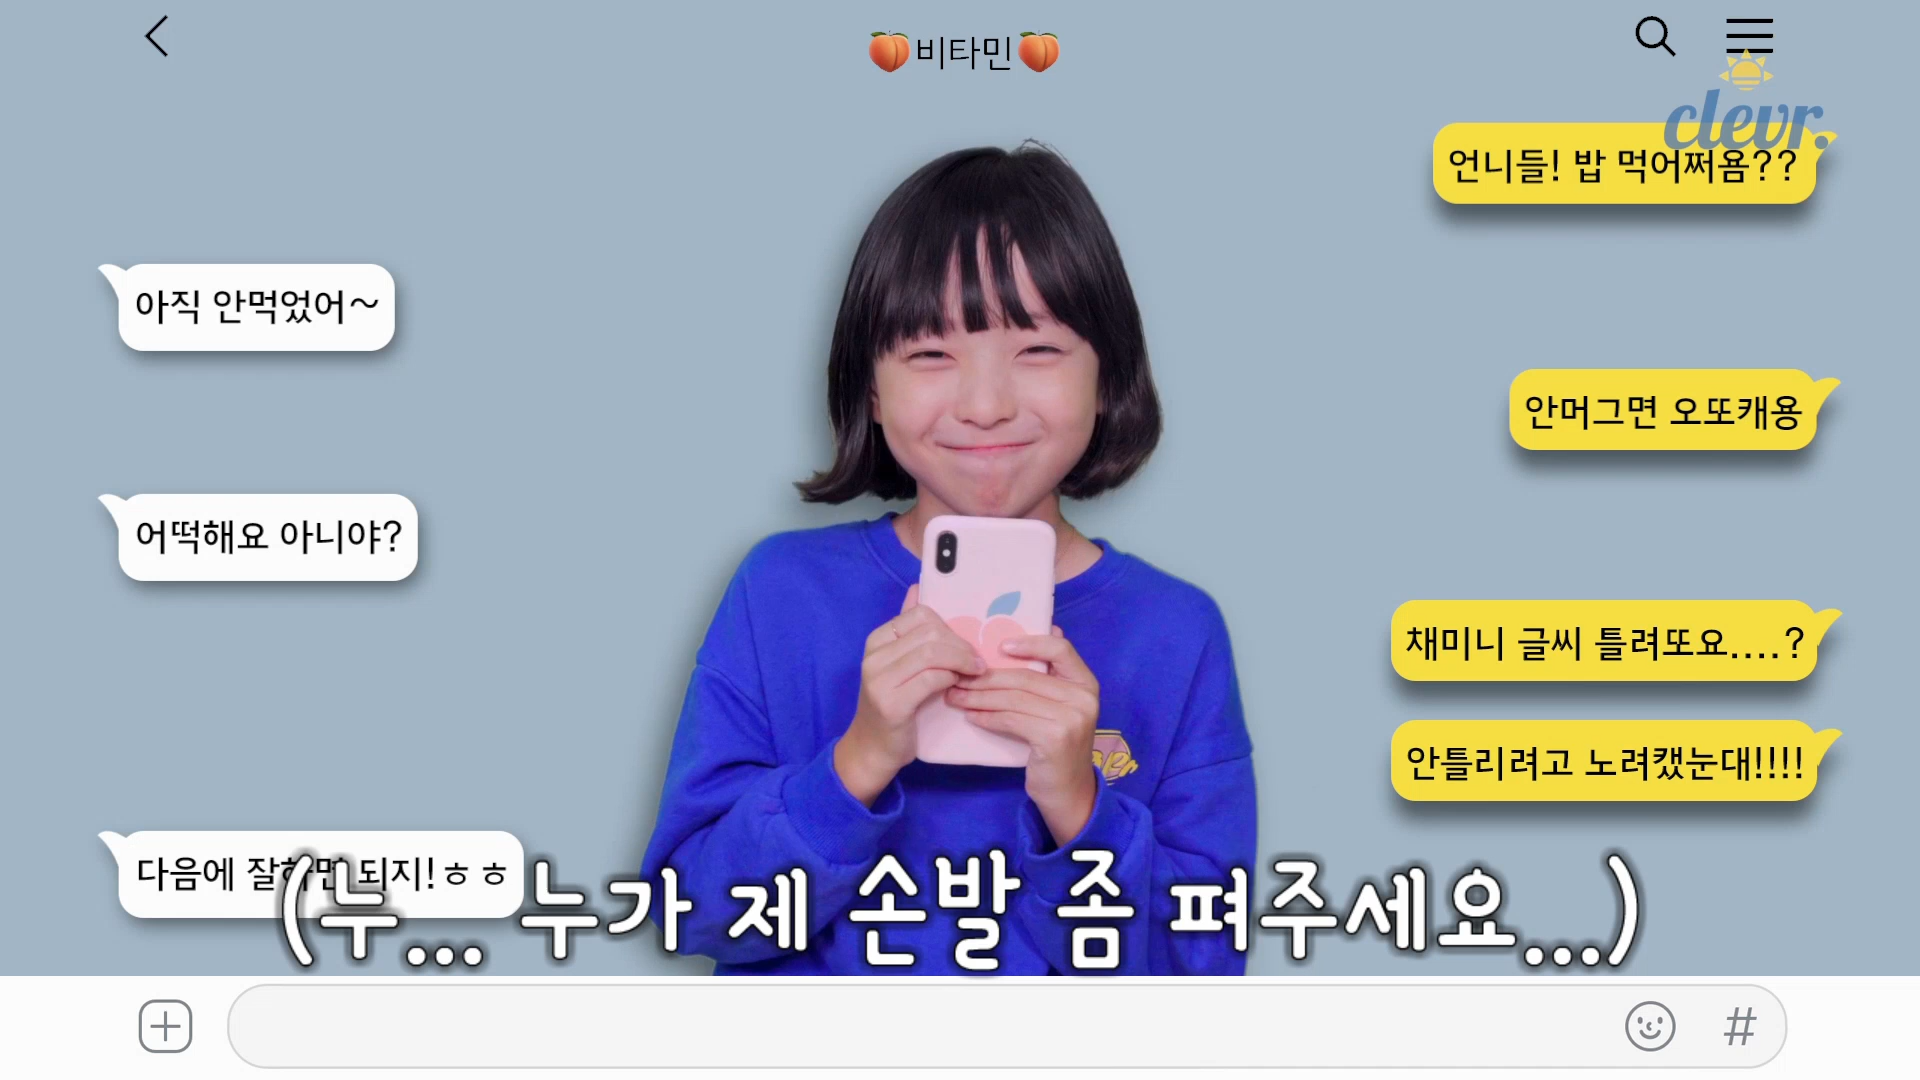 🍑비타민🍑
clevr.
언니들! 밥 먹어쩌욤??
아직 안먹었어~
안머그면 오또캐용
어떡해요 아니야?
채미니 글씨 틀려또요....?
안틀리려고 노려캤눈대!!!!
다음에 잘하면 되지!ㅎㅎ
(누... 누가 제 손발 좀 펴주세요...)
#